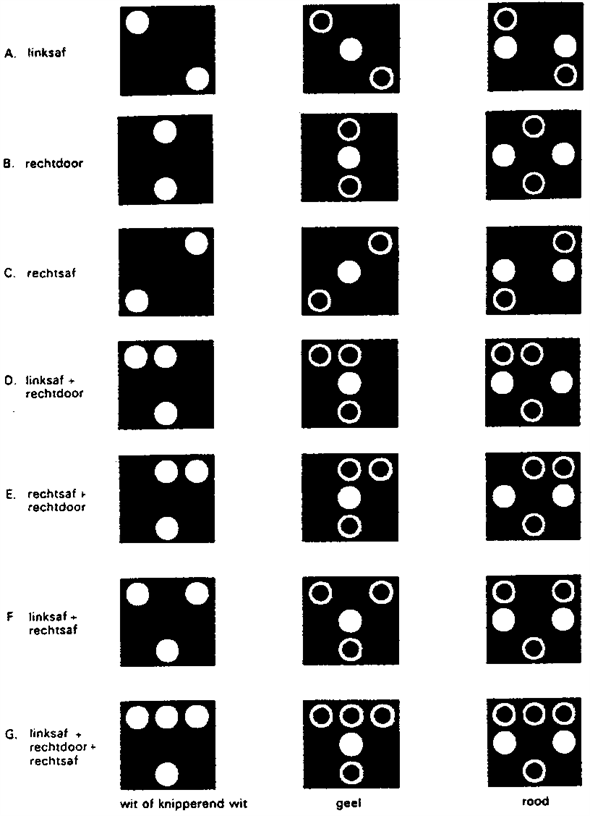 A. linksaf
B. rechtdoor
C. rechtsaf
D. linksaf +
rechtdoor
E. rechtsaf +
rechtdoor
F linksaf +
rechtsaf
G. linksaf +
rechtdoor +
rechtsaf
wit of knipperend wit
geel
rood